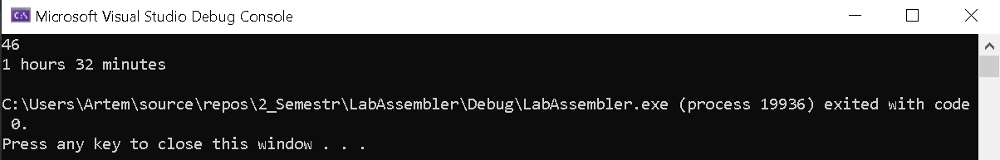 Microsoft Visual Studio Debug Console
46
1 hours 32 minutes
C:\Users\Artem\source\repos\2_Semestr\LabAssembler\Debug\LabAssembler.exe (process 19936) exited with code
0.
Press any key to close this window . . .